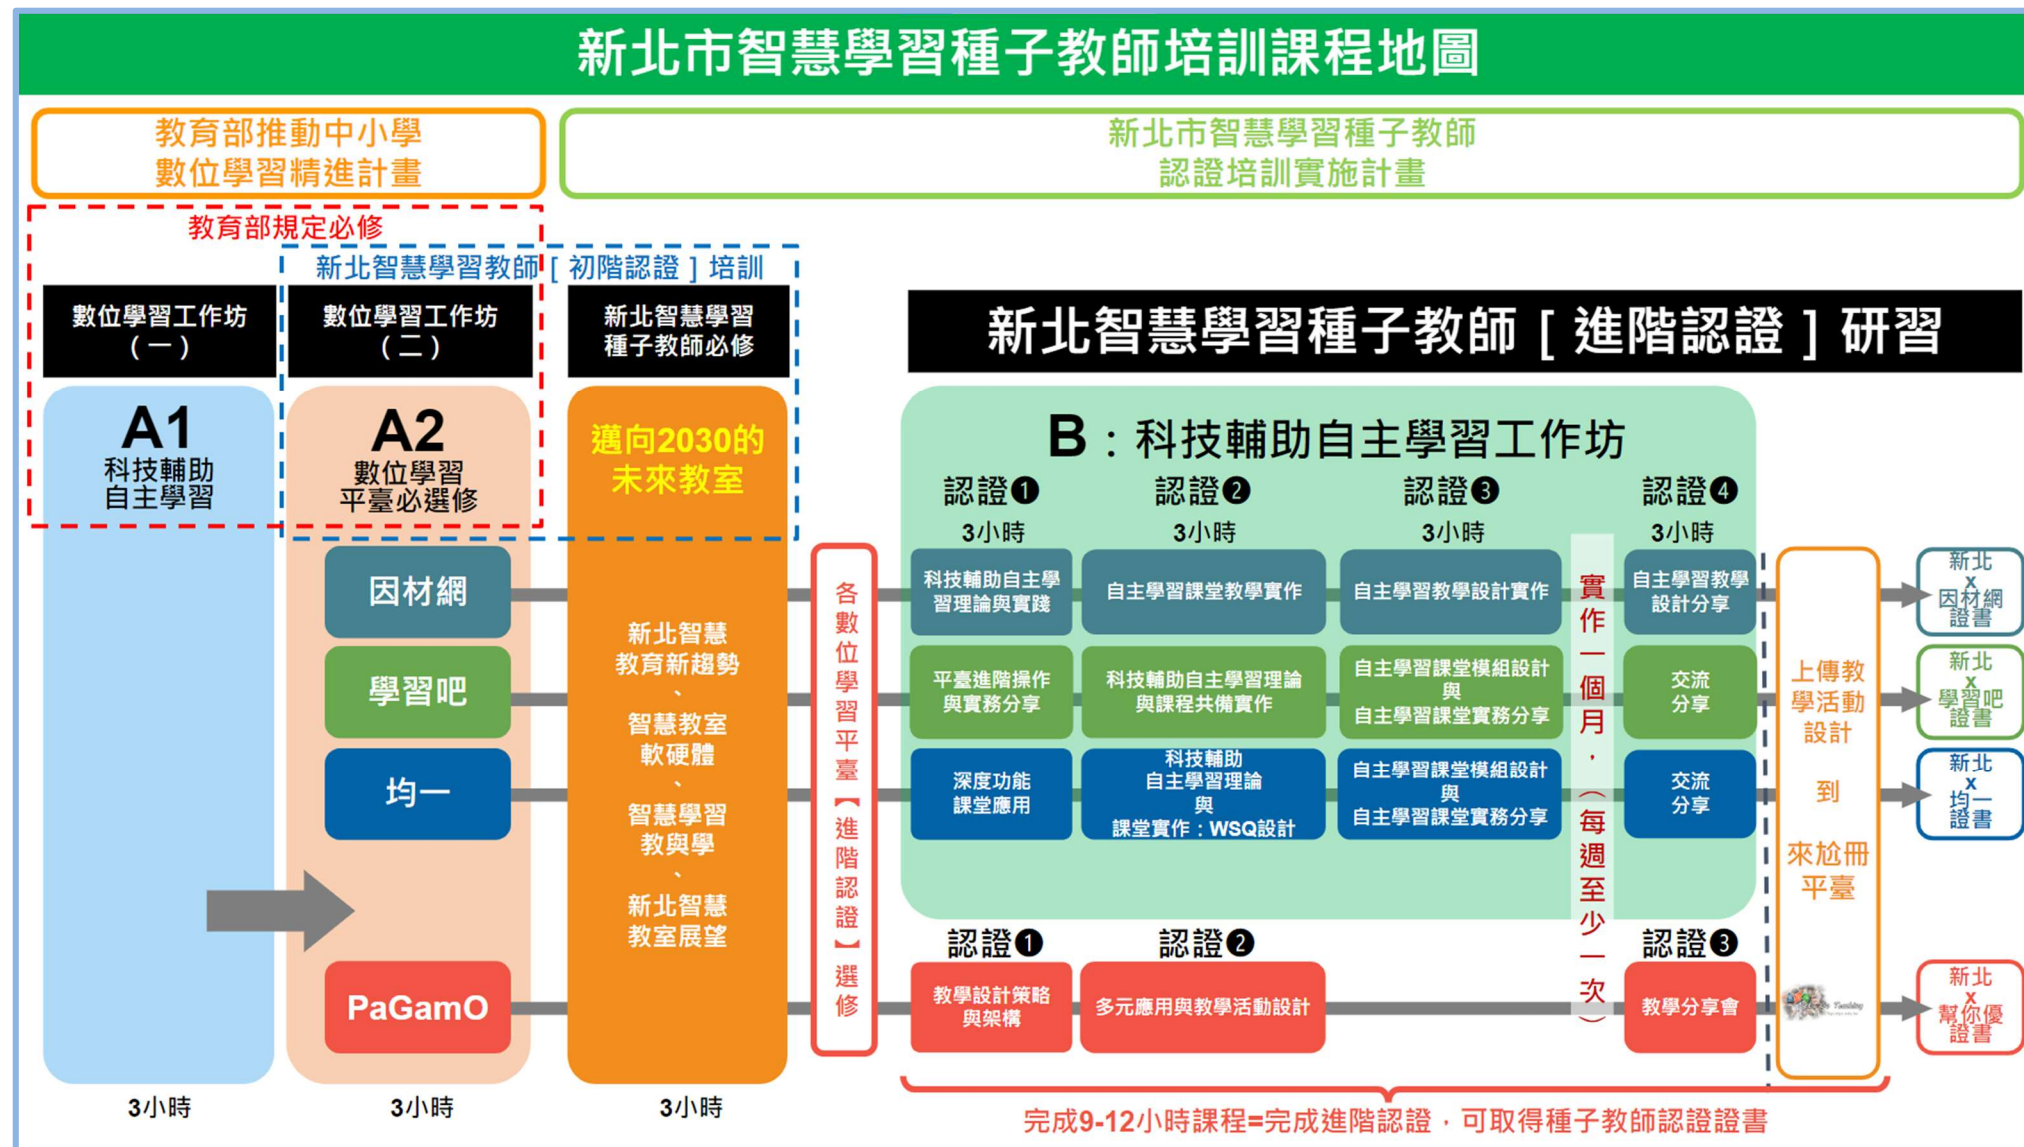 新北市智慧學習種子教師培訓課程地圖
教育部推動中小學
數位學習精進計畫
新北市智慧學習種子教師
認證培訓實施計畫
教育部規定必修
新北智慧學習教師[初階認證]培訓
數位學習工作坊
(一)
數位學習工作坊
(二)
新北智慧學習
種子教師必修
新北智慧學習種子教師[進階認證]研習
A1
科技輔助
自主學習
3小時
A2
數位學習
平臺必選修
因材網
學習吧
均一
PaGamO
3小時
邁向2030的
未來教室
新北智慧
教育新趨勢
、
智慧教室
軟硬體
、
智慧學習
教與學
、
新北智慧
教室展望
3小時
各數位學習平臺【進階認證】選修
B:科技輔助自主學習工作坊
認證❶
認證❷
認證❸
認證❹
3小時
3小時
3小時
3小時
科技輔助自主學
習理論與實踐
自主學習課堂教學實作
自主學習教學設計實作
自主學習教學
設計分享
平臺進階操作
與實務分享
科技輔助自主學習理論
與課程共備實作
自主學習課堂模組設計
與
自主學習課堂實務分享
交流
分享
深度功能
課堂應用
科技輔助
自主學習理論
與
課堂實作:WSQ設計
自主學習課堂模組設計
與
自主學習課堂實務分享
交流
分享
實作一個月,(每週至少一次)
認證❶
認證❷
認證❸
教學設計策略
與架構
多元應用與教學活動設計
教學分享會
上傳教
學活動
設計
到
來尬冊
平臺
新北
x
因材網
證書
新北
x
學習吧
證書
新北
x
均一
證書
新北
x
幫你優
證書
完成9-12小時課程=完成進階認證,可取得種子教師認證證書